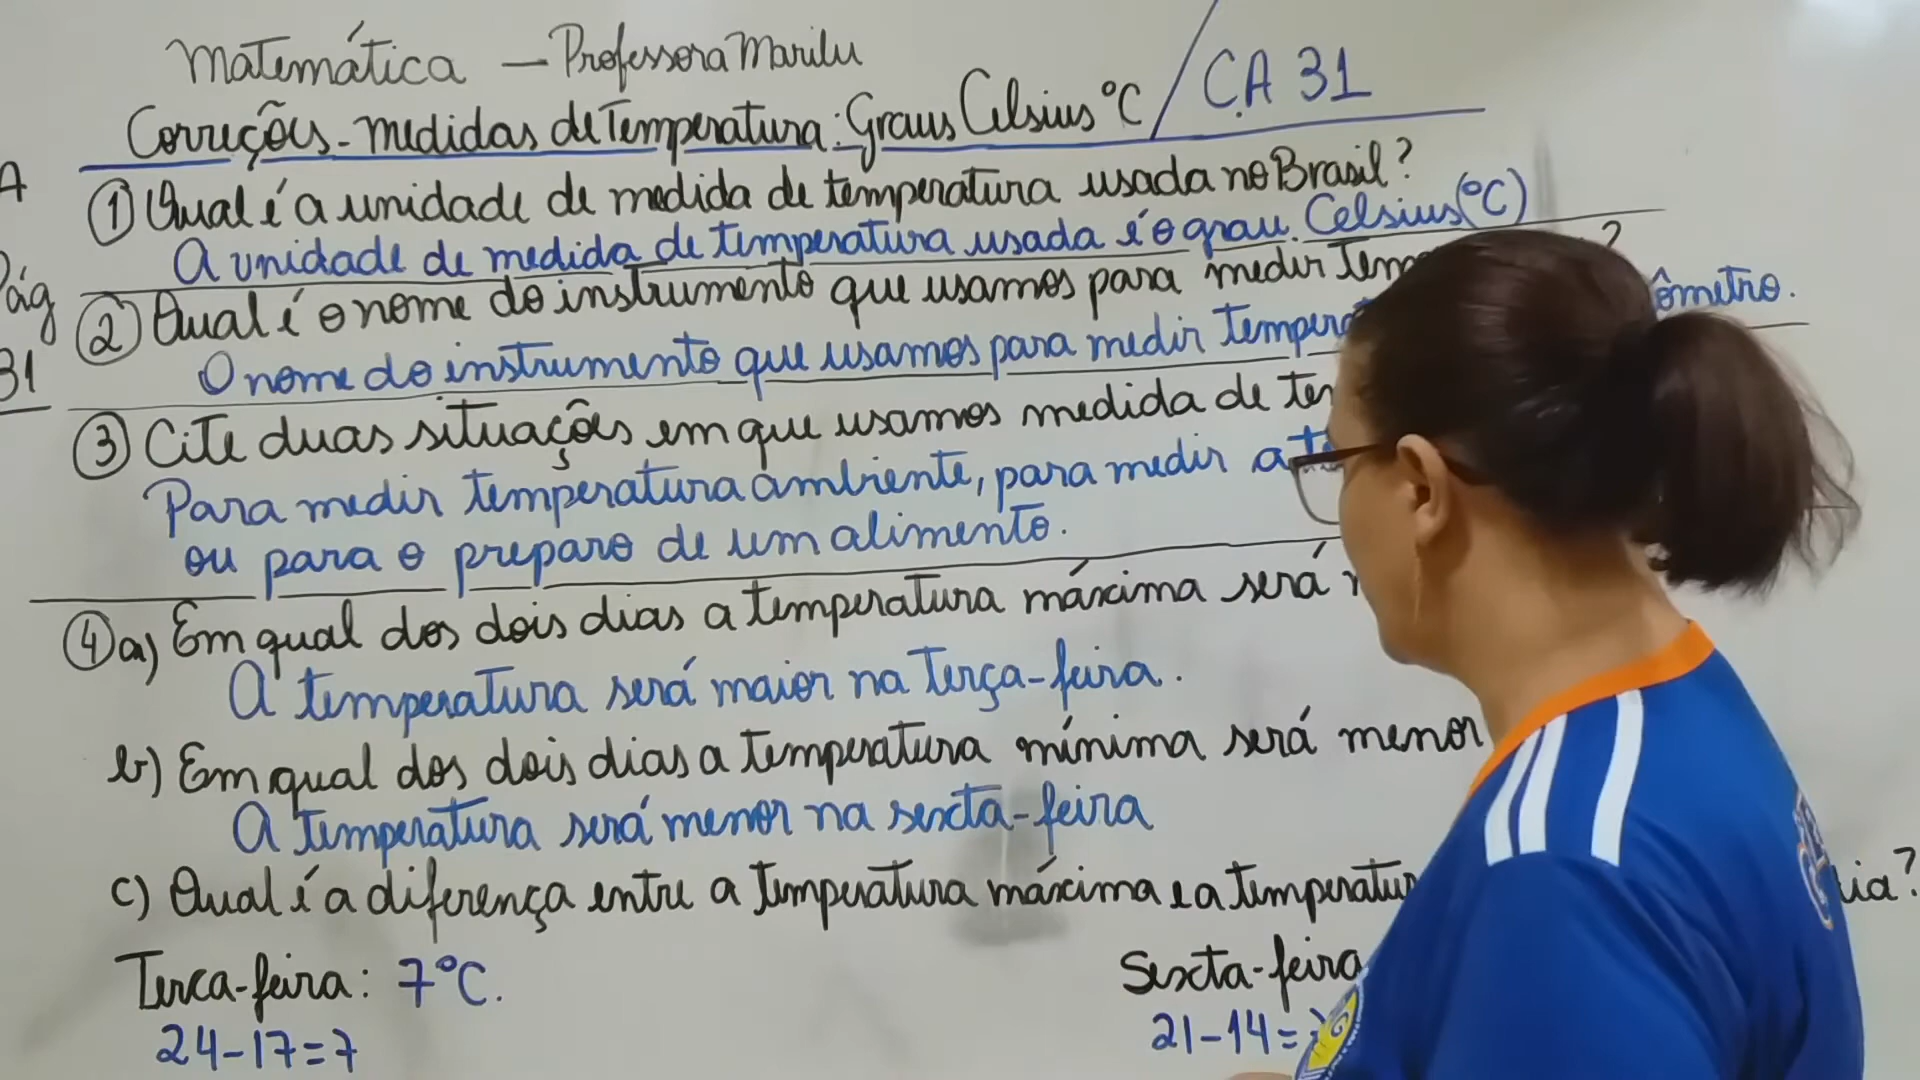 Matemática - Professora Marilu
Correções - medidas de Temperatura: Graus Celsius °C / C.A 31
A
Pág
31
① Qual é a unidade de medida de temperatura usada no Brasil?
A unidade de medida de temperatura usada é o grau Celsius (°C)
② Qual é o nome do instrumento que usamos para medir ?
O nome do instrumento que usamos para medir ômetro.
③ Cite duas situações em que usamos medida de
Para medir temperatura ambiente, para medir a
ou para o preparo de um alimento.
④ a) Em qual dos dois dias a temperatura máxima será
A temperatura será maior na Terça-feira.
b) Em qual dos dois dias a temperatura mínima será menor
A temperatura será menor na sexta-feira
c) Qual é a diferença entre a temperatura máxima e a ?
Terca-feira: 7°C.
Sexta-feira
24-17=7
21-14=